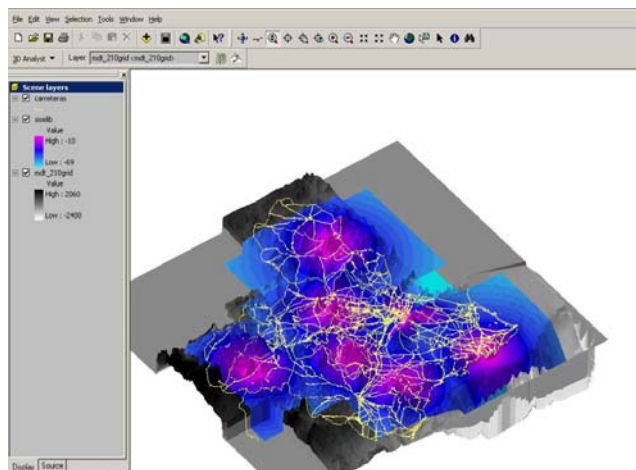 File Edit View Selection Tools Window Help
3D Analyst Layer: mdt_210grid <mdt_210grid>
Scene layers
carreteras
Value
High : -10
Low : -69
mdt_210grid
Value
High : 2060
Low : -2400
Display Source